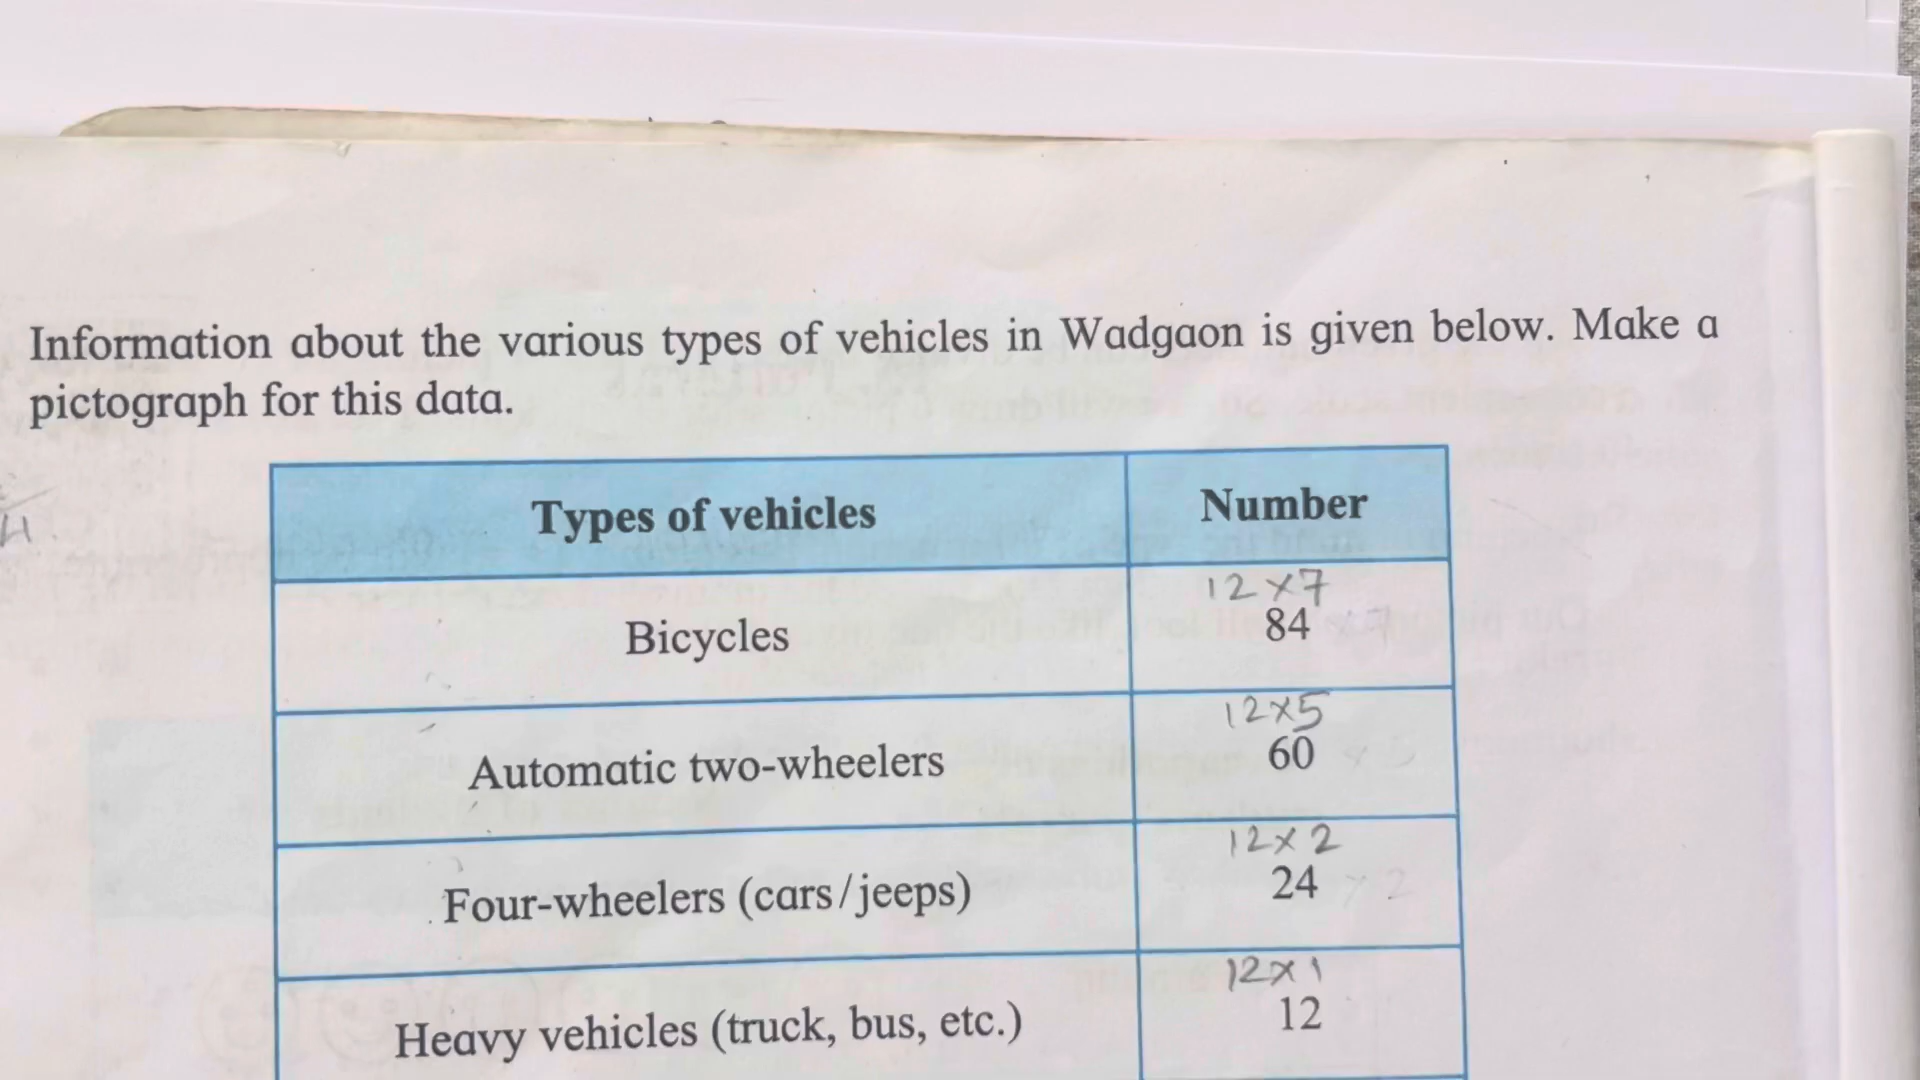 Information about the various types of vehicles in Wadgaon is given below. Make a
pictograph for this data.
Types of vehicles Number
12×7
Bicycles 84
12×5
Automatic two-wheelers 60
12×2
Four-wheelers (cars/jeeps) 24
12×1
Heavy vehicles (truck, bus, etc.) 12